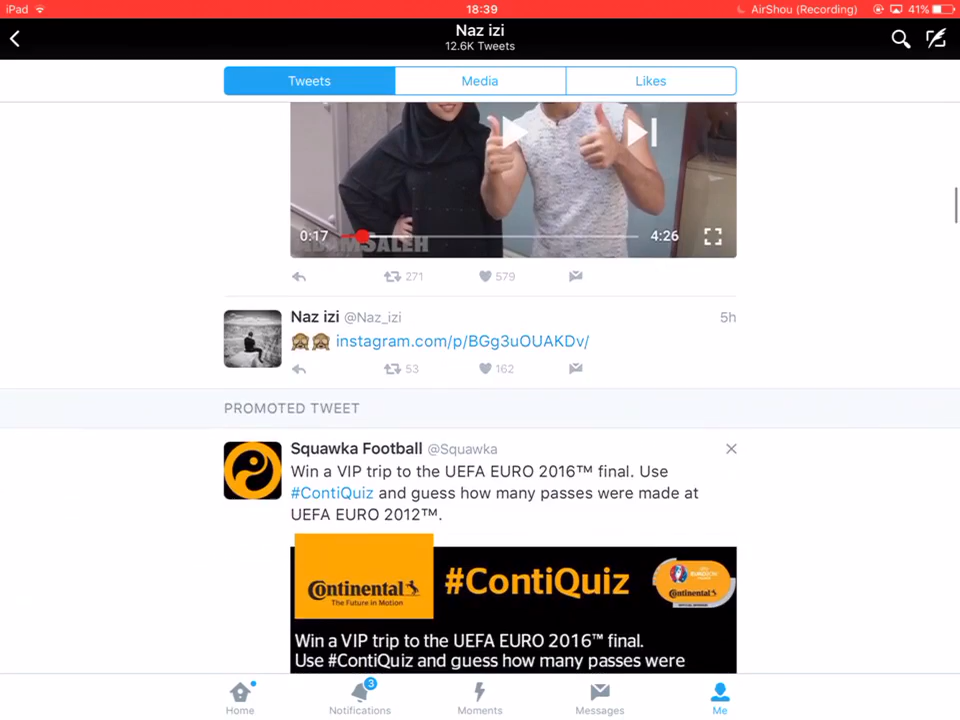 iPad 18:39 AirShou (Recording) 41%
Naz izi
12.6K Tweets
Tweets Media Likes
0:17 4:26
DAMSALEH
271 579
Naz izi @Naz_izi 5h
🙈🙈 instagram.com/p/BGg3uOUAKDv/
53 162
PROMOTED TWEET
Squawka Football @Squawka
Win a VIP trip to the UEFA EURO 2016™ final. Use
#ContiQuiz and guess how many passes were made at
UEFA EURO 2012™.
Continental
The Future in Motion
#ContiQuiz
Continental
Win a VIP trip to the UEFA EURO 2016™ final.
Use #ContiQuiz and guess how many passes were
3
Home Notifications Moments Messages Me